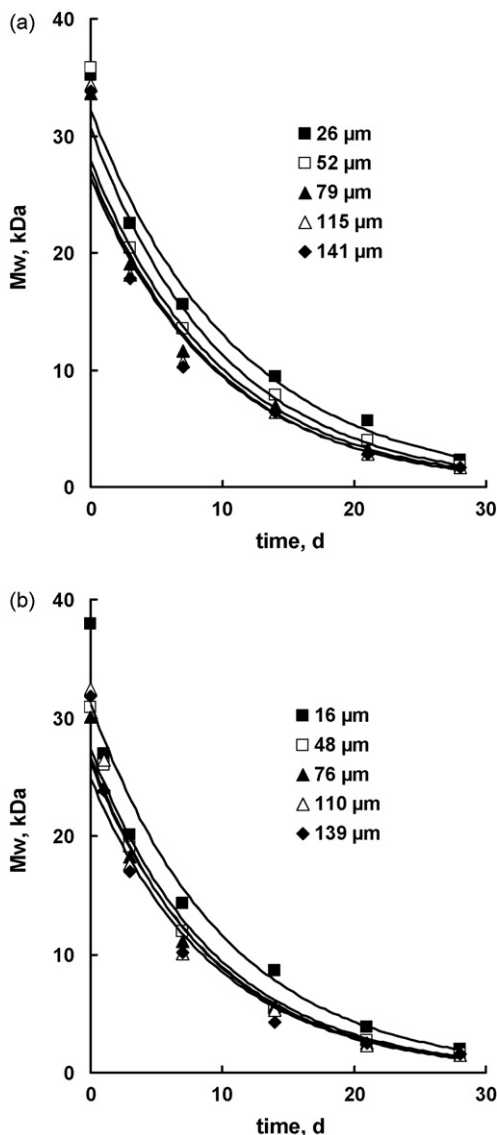 (a)
40
30
20
10
0
Mw, kDa
26 µm
52 µm
79 µm
115 µm
141 µm
0 10 20 30
time, d
(b)
40
30
20
10
0
Mw, kDa
16 µm
48 µm
76 µm
110 µm
139 µm
0 10 20 30
time, d